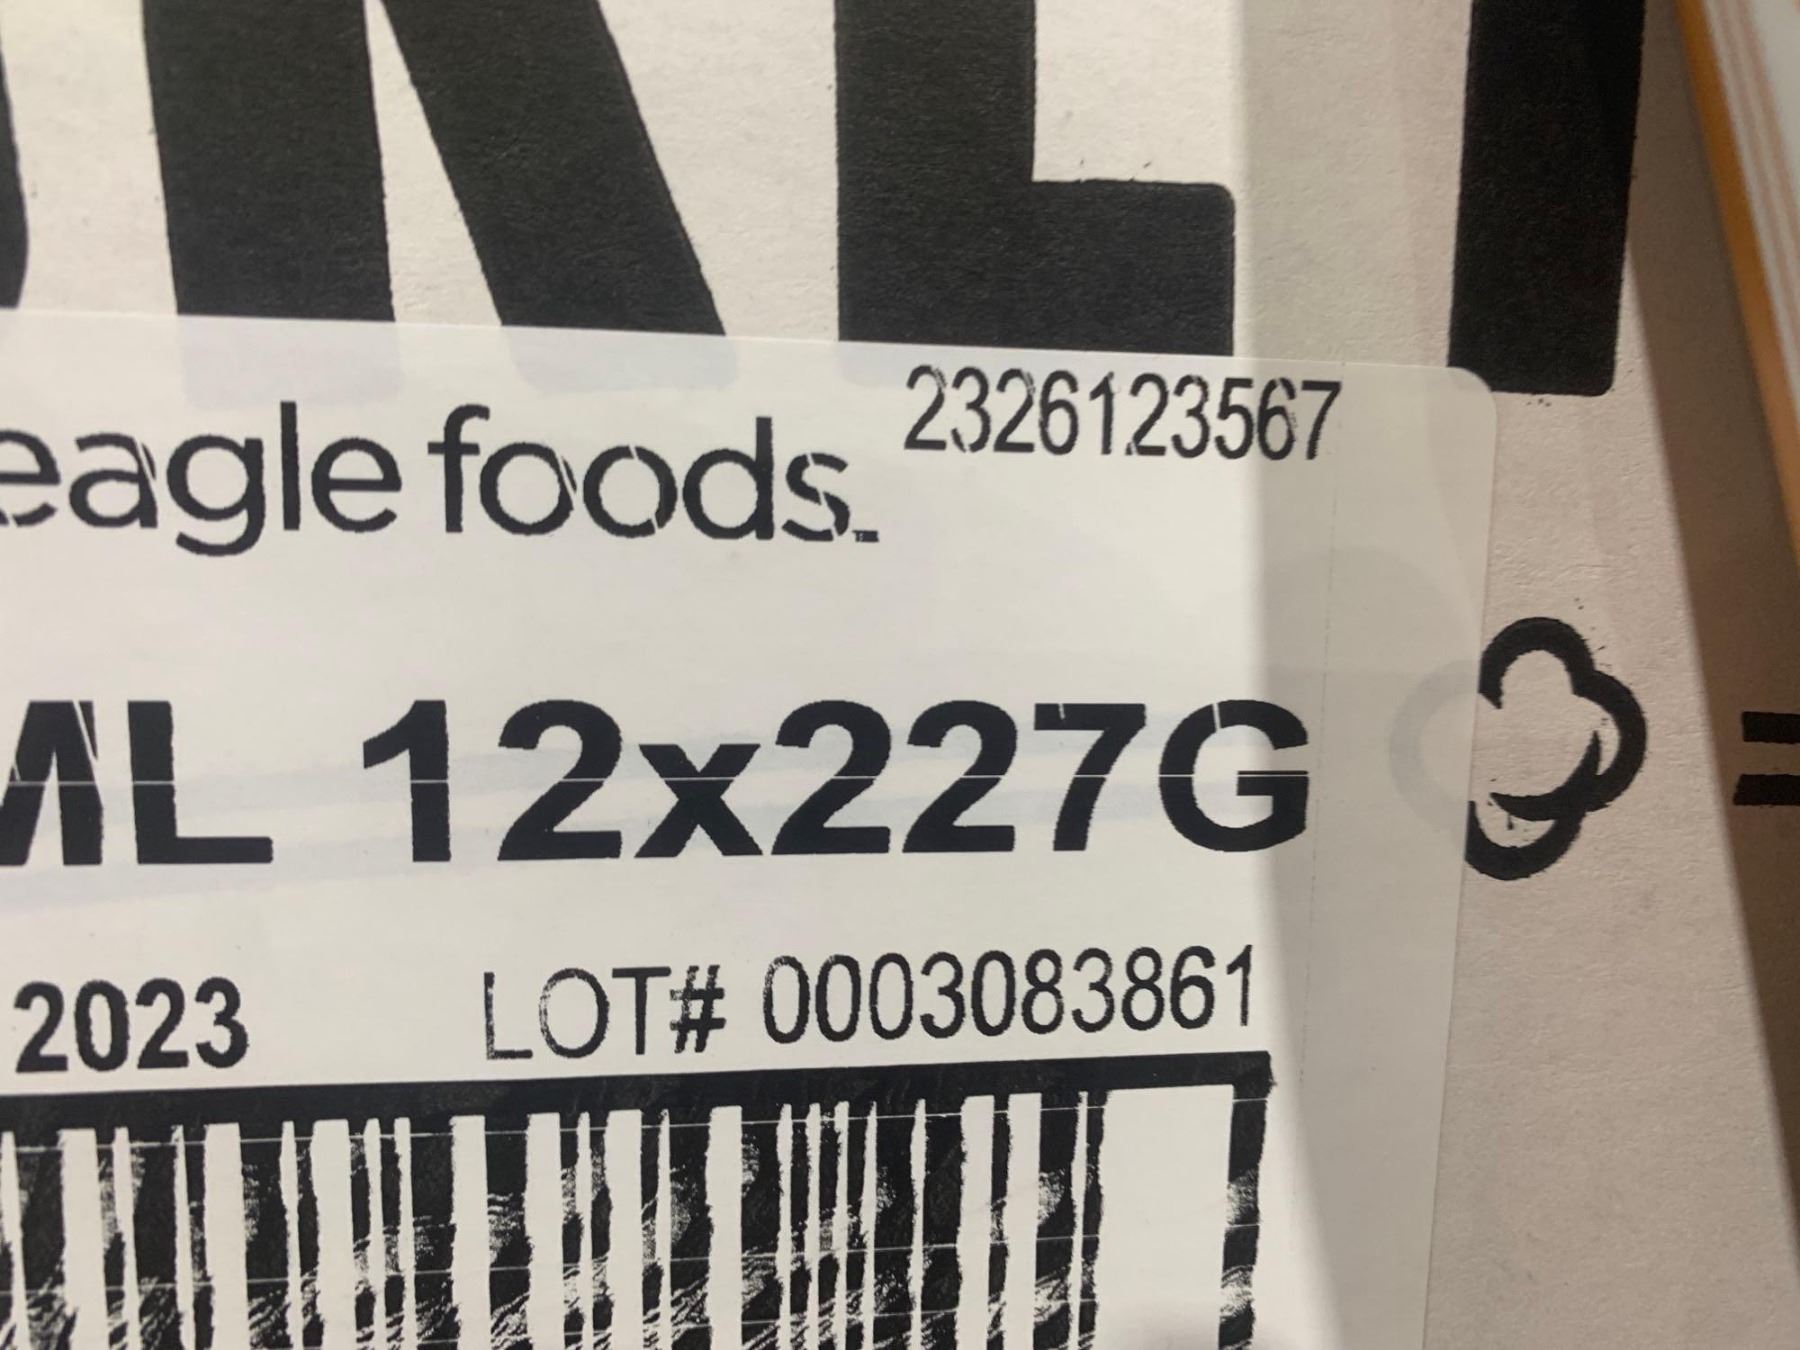 2326123567
eagle foods
ML 12x227G
2023 LOT# 0003083861